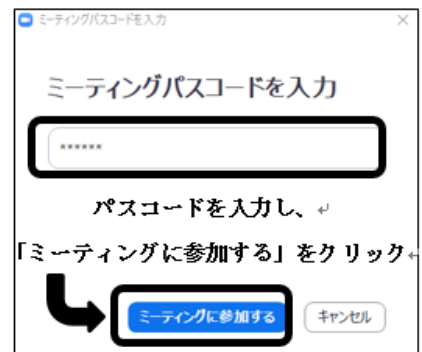 ミーティングパスコードを入力
ミーティングパスコードを入力
******
パスコードを入力し、↵
「ミーティングに参加する」をクリック↵
ミーティングに参加する
キャンセル